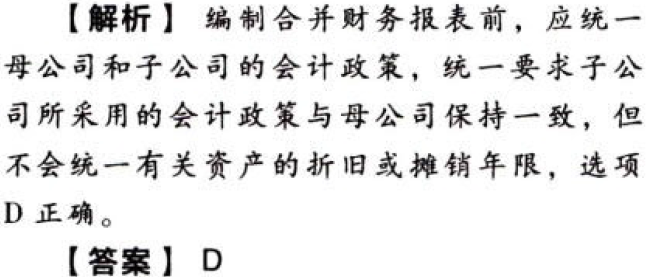 【解析】 编制合并财务报表前，应统一
母公司和子公司的会计政策，统一要求子公
司所采用的会计政策与母公司保持一致，但
不会统一有关资产的折旧或摊销年限，选项
D 正确。
【答案】 D